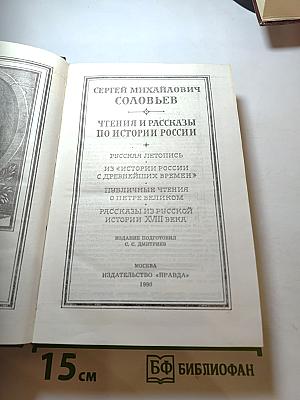 СЕРГЕЙ МИХАЙЛОВИЧ
СОЛОВЬЕВ
ЧТЕНИЯ И РАССКАЗЫ
ПО ИСТОРИИ РОССИИ
РУССКАЯ ЛЕТОПИСЬ
ИЗ «ИСТОРИИ РОССИИ
С ДРЕВНЕЙШИХ ВРЕМЕН»
ПУБЛИЧНЫЕ ЧТЕНИЯ
О ПЕТРЕ ВЕЛИКОМ
РАССКАЗЫ ИЗ РУССКОЙ
ИСТОРИИ XVIII ВЕКА
ИЗДАНИЕ ПОДГОТОВИЛ
С. С. ДМИТРИЕВ
МОСКВА
ИЗДАТЕЛЬСТВО «ПРАВДА»
1990
15 см
БФ БИБЛИОФАН